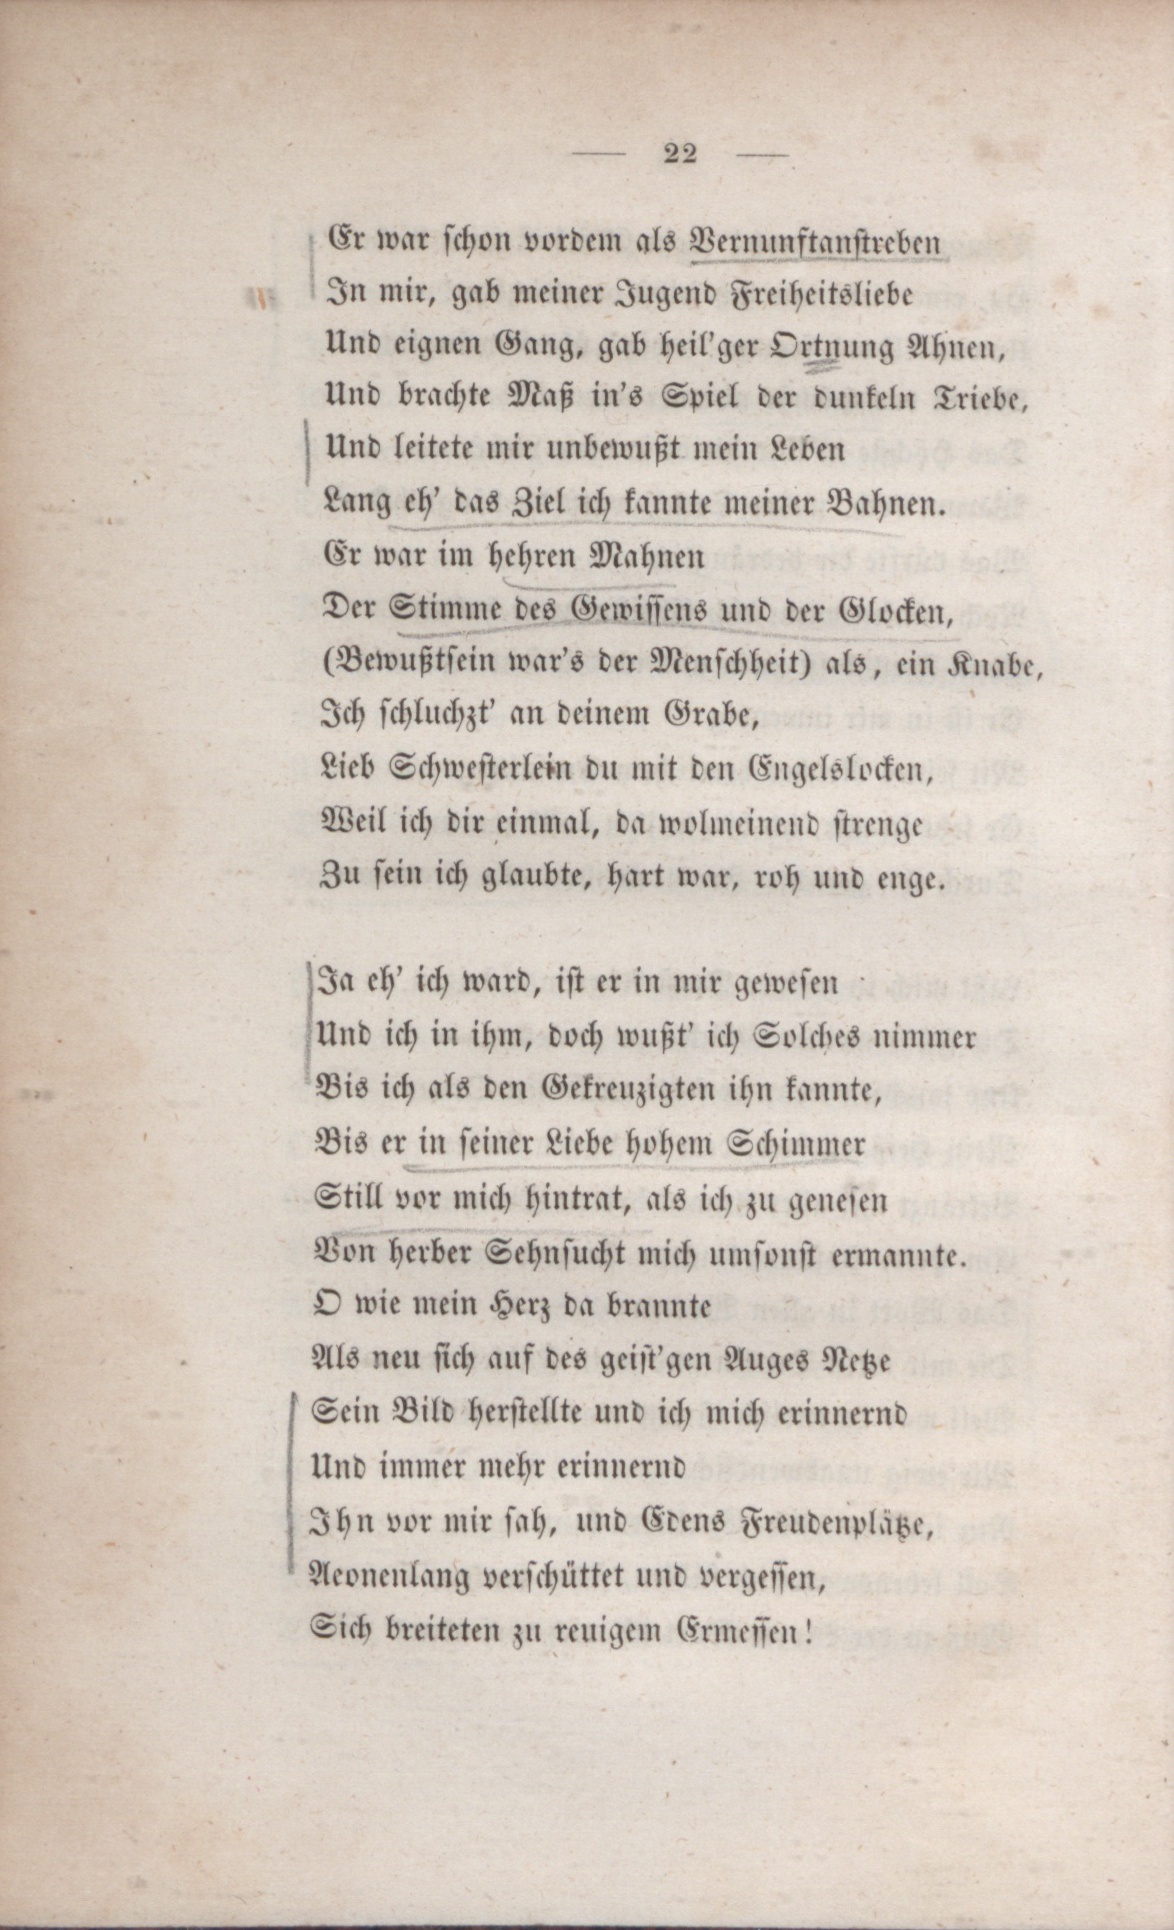 — 22 —
Er war schon vordem als Vernunftanstreben
In mir, gab meiner Jugend Freiheitsliebe
Und eignen Gang, gab heil'ger Ortnung Ahnen,
Und brachte Maß in's Spiel der dunkeln Triebe,
Und leitete mir unbewußt mein Leben
Lang eh' das Ziel ich kannte meiner Bahnen.
Er war im hehren Mahnen
Der Stimme des Gewissens und der Glocken,
(Bewußtsein war's der Menschheit) als, ein Knabe,
Ich schluchzt' an deinem Grabe,
Lieb Schwesterlein du mit den Engelslocken,
Weil ich dir einmal, da wolmeinend strenge
Zu sein ich glaubte, hart war, roh und enge.
Ja eh' ich ward, ist er in mir gewesen
Und ich in ihm, doch wußt' ich Solches nimmer
Bis ich als den Gekreuzigten ihn kannte,
Bis er in seiner Liebe hohem Schimmer
Still vor mich hintrat, als ich zu genesen
Von herber Sehnsucht mich umsonst ermannte.
O wie mein Herz da brannte
Als neu sich auf des geist'gen Auges Netze
Sein Bild herstellte und ich mich erinnernd
Und immer mehr erinnernd
Ihn vor mir sah, und Edens Freudenplätze,
Aeonenlang verschüttet und vergessen,
Sich breiteten zu reuigem Ermessen!